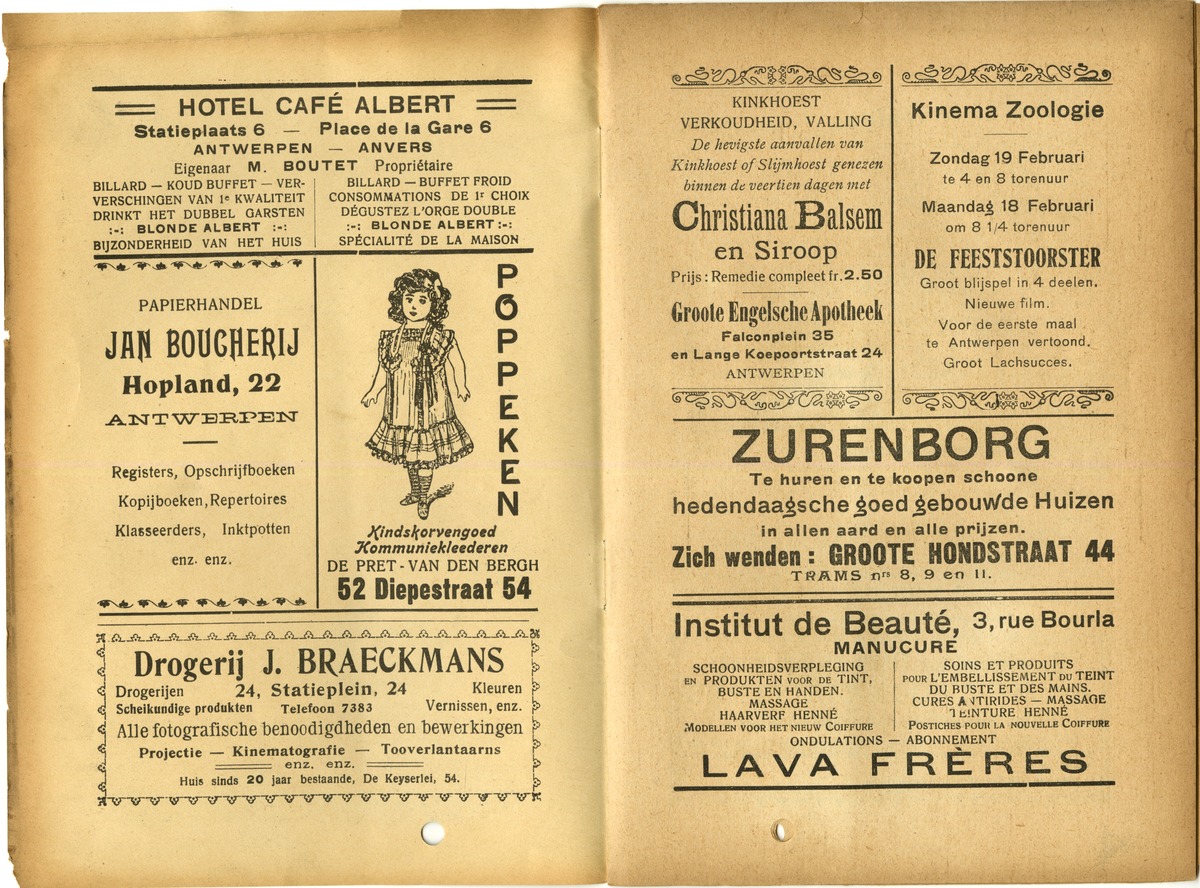 HOTEL CAFÉ ALBERT
Statieplaats 6 — Place de la Gare 6
ANTWERPEN — ANVERS
Eigenaar M. BOUTET Propriétaire
BILLARD — KOUD BUFFET — VER-
VERSCHINGEN VAN 1e KWALITEIT
DRINKT HET DUBBEL GARSTEN
:-: BLONDE ALBERT :-:
BIJZONDERHEID VAN HET HUIS
BILLARD — BUFFET FROID
CONSOMMATIONS DE 1r CHOIX
DÉGUSTEZ L'ORGE DOUBLE
:-: BLONDE ALBERT :-:
SPÉCIALITÉ DE LA MAISON
PAPIERHANDEL
JAN BOUCHERIJ
Hopland, 22
ANTWERPEN
Registers, Opschrijfboeken
Kopijboeken, Repertoires
Klasseerders, Inktpotten
enz. enz.
POPPEKEN
Kindskorvengoed
Kommuniekleederen
DE PRET - VAN DEN BERGH
52 Diepestraat 54
Drogerij J. BRAECKMANS
Drogerijen 24, Statieplein, 24 Kleuren
Scheikundige produkten Telefoon 7383 Vernissen, enz.
Alle fotografische benoodigdheden en bewerkingen
Projectie — Kinematografie — Tooverlantaarns
enz. enz.
Huis sinds 20 jaar bestaande, De Keyserlei, 54.
KINKHOEST
VERKOUDHEID, VALLING
De hevigste aanvallen van
Kinkhoest of Slijmhoest genezen
binnen de veertien dagen met
Christiana Balsem
en Siroop
Prijs : Remedie compleet fr. 2.50
Groote Engelsche Apotheek
Falconplein 35
en Lange Koepoortstraat 24
ANTWERPEN
Kinema Zoologie
Zondag 19 Februari
te 4 en 8 torenuur
Maandag 18 Februari
om 8 1/4 torenuur
DE FEESTSTOORSTER
Groot blijspel in 4 deelen.
Nieuwe film.
Voor de eerste maal
te Antwerpen vertoond.
Groot Lachsucces.
ZURENBORG
Te huren en te koopen schoone
hedendaagsche goed gebouwde Huizen
in allen aard en alle prijzen.
Zich wenden : GROOTE HONDSTRAAT 44
TRAMS nrs 8, 9 en 11.
Institut de Beauté, 3, rue Bourla
MANUCURE
SCHOONHEIDSVERPLEGING
EN PRODUKTEN VOOR DE TINT,
BUSTE EN HANDEN.
MASSAGE
HAARVERF HENNÉ
MODELLEN VOOR HET NIEUW COIFFURE
SOINS ET PRODUITS
POUR L'EMBELLISSEMENT DU TEINT
DU BUSTE ET DES MAINS.
CURES ANTIRIDES — MASSAGE
TEINTURE HENNÉ
POSTICHES POUR LA NOUVELLE COIFFURE
ONDULATIONS — ABONNEMENT
LAVA FRÈRES